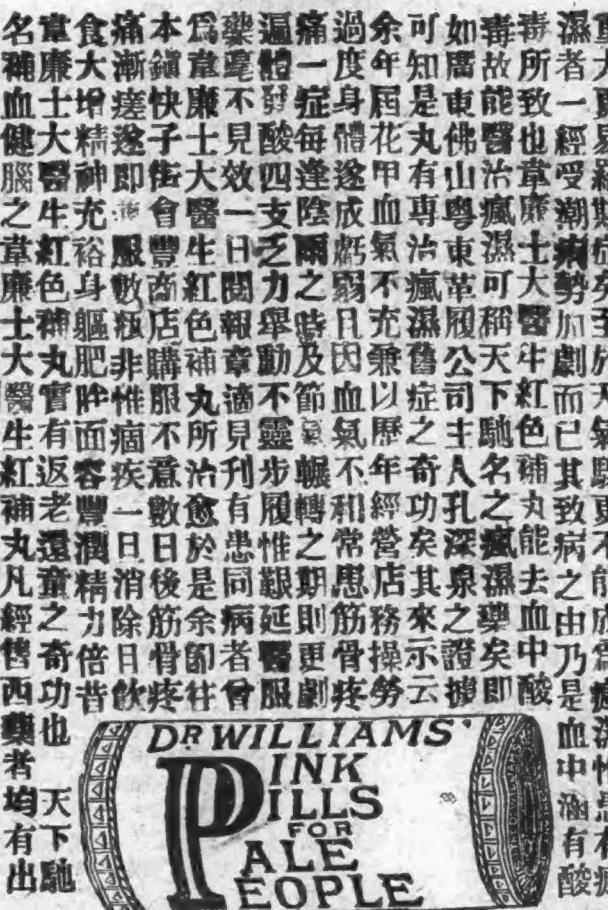 濕者一經受潮病勢加劇而已其致病之由乃是血中涵有酸
毒所致也韋廉士大醫生紅色補丸能去血中酸
毒故能醫治瘋濕可稱天下馳名之瘋濕藥矣即
如廣東佛山粵東革履公司主人孔深泉之證據
可知是丸有專治瘋濕舊症之奇功矣其來示云
余年屆花甲血氣不充兼以歷年經營店務操勞
過度身體遂成虧弱且因血氣不和常患筋骨疼
痛一症每逢陰雨之時及節氣輾轉之期則更劇
遍體發酸四支乏力舉動不靈步履惟艱延醫服
藥毫不見效一日閱報章適見刊有患同病者曾
爲韋廉士大醫生紅色補丸所治愈於是余卽往
本鎭快子街會豐商店購服不意數日後筋骨疼
痛漸瘥遂即服數瓶非惟痼疾一日消除日飲
食大增精神充裕身軀肥胖面容豐潤精力倍昔
韋廉士大醫生紅色補丸實有返老還童之奇功也 天下馳
名補血健腦之韋廉士大醫生紅補丸凡經售西藥者均有出
DR WILLIAMS'
PINK
PILLS
FOR
PALE
PEOPLE